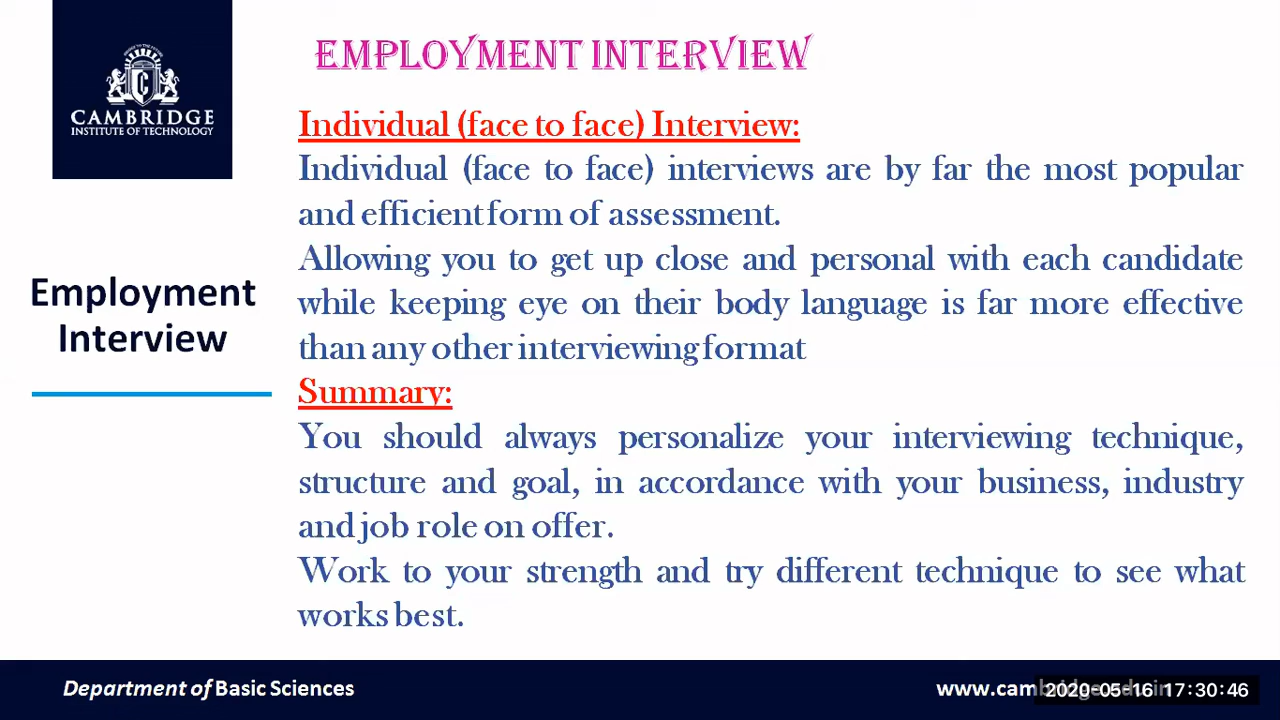 CAMBRIDGE
INSTITUTE OF TECHNOLOGY
EMPLOYMENT INTERVIEW
Employment
Interview
Individual (face to face) Interview:
Individual (face to face) interviews are by far the most popular
and efficient form of assessment.
Allowing you to get up close and personal with each candidate
while keeping eye on their body language is far more effective
than any other interviewing format
Summary:
You should always personalize your interviewing technique,
structure and goal, in accordance with your business, industry
and job role on offer.
Work to your strength and try different technique to see what
works best.
Department of Basic Sciences
www.cambridge.edu.in
2020-05-16 17:30:46